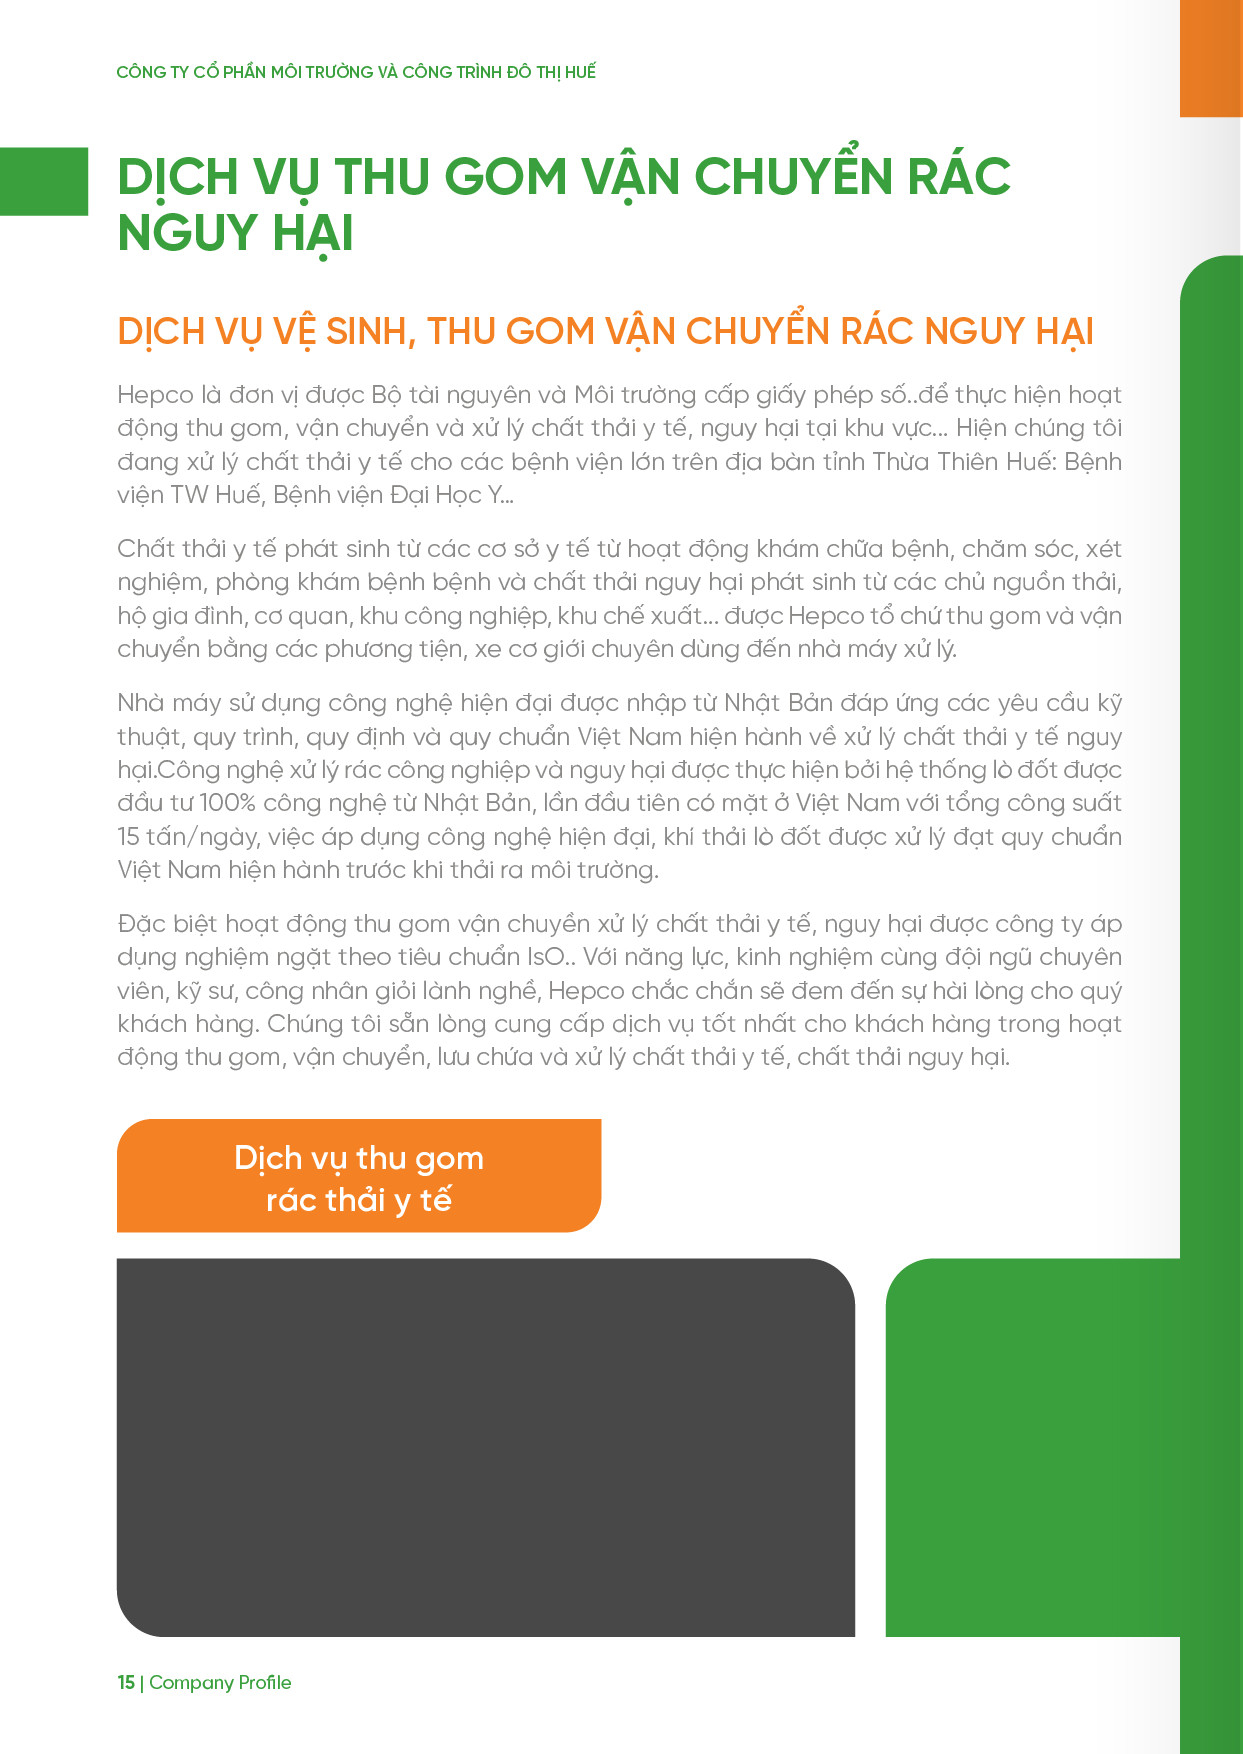 CÔNG TY CỔ PHẦN MÔI TRƯỜNG VÀ CÔNG TRÌNH ĐÔ THỊ HUẾ
DỊCH VỤ THU GOM VẬN CHUYỂN RÁC
NGUY HẠI
DỊCH VỤ VỆ SINH, THU GOM VẬN CHUYỂN RÁC NGUY HẠI
Hepco là đơn vị được Bộ tài nguyên và Môi trường cấp giấy phép số..để thực hiện hoạt
động thu gom, vận chuyển và xử lý chất thải y tế, nguy hại tại khu vực... Hiện chúng tôi
đang xử lý chất thải y tế cho các bệnh viện lớn trên địa bàn tỉnh Thừa Thiên Huế: Bệnh
viện TW Huế, Bệnh viện Đại Học Y...
Chất thải y tế phát sinh từ các cơ sở y tế từ hoạt động khám chữa bệnh, chăm sóc, xét
nghiệm, phòng khám bệnh bệnh và chất thải nguy hại phát sinh từ các chủ nguồn thải,
hộ gia đình, cơ quan, khu công nghiệp, khu chế xuất... được Hepco tổ chứ thu gom và vận
chuyển bằng các phương tiện, xe cơ giới chuyên dùng đến nhà máy xử lý.
Nhà máy sử dụng công nghệ hiện đại được nhập từ Nhật Bản đáp ứng các yêu cầu kỹ
thuật, quy trình, quy định và quy chuẩn Việt Nam hiện hành về xử lý chất thải y tế nguy
hại.Công nghệ xử lý rác công nghiệp và nguy hại được thực hiện bởi hệ thống lò đốt được
đầu tư 100% công nghệ từ Nhật Bản, lần đầu tiên có mặt ở Việt Nam với tổng công suất
15 tấn/ngày, việc áp dụng công nghệ hiện đại, khí thải lò đốt được xử lý đạt quy chuẩn
Việt Nam hiện hành trước khi thải ra môi trường.
Đặc biệt hoạt động thu gom vận chuyền xử lý chất thải y tế, nguy hại được công ty áp
dụng nghiệm ngặt theo tiêu chuẩn IsO.. Với năng lực, kinh nghiệm cùng đội ngũ chuyên
viên, kỹ sư, công nhân giỏi lành nghề, Hepco chắc chắn sẽ đem đến sự hài lòng cho quý
khách hàng. Chúng tôi sẵn lòng cung cấp dịch vụ tốt nhất cho khách hàng trong hoạt
động thu gom, vận chuyển, lưu chứa và xử lý chất thải y tế, chất thải nguy hại.
Dịch vụ thu gom
rác thải y tế
15 | Company Profile